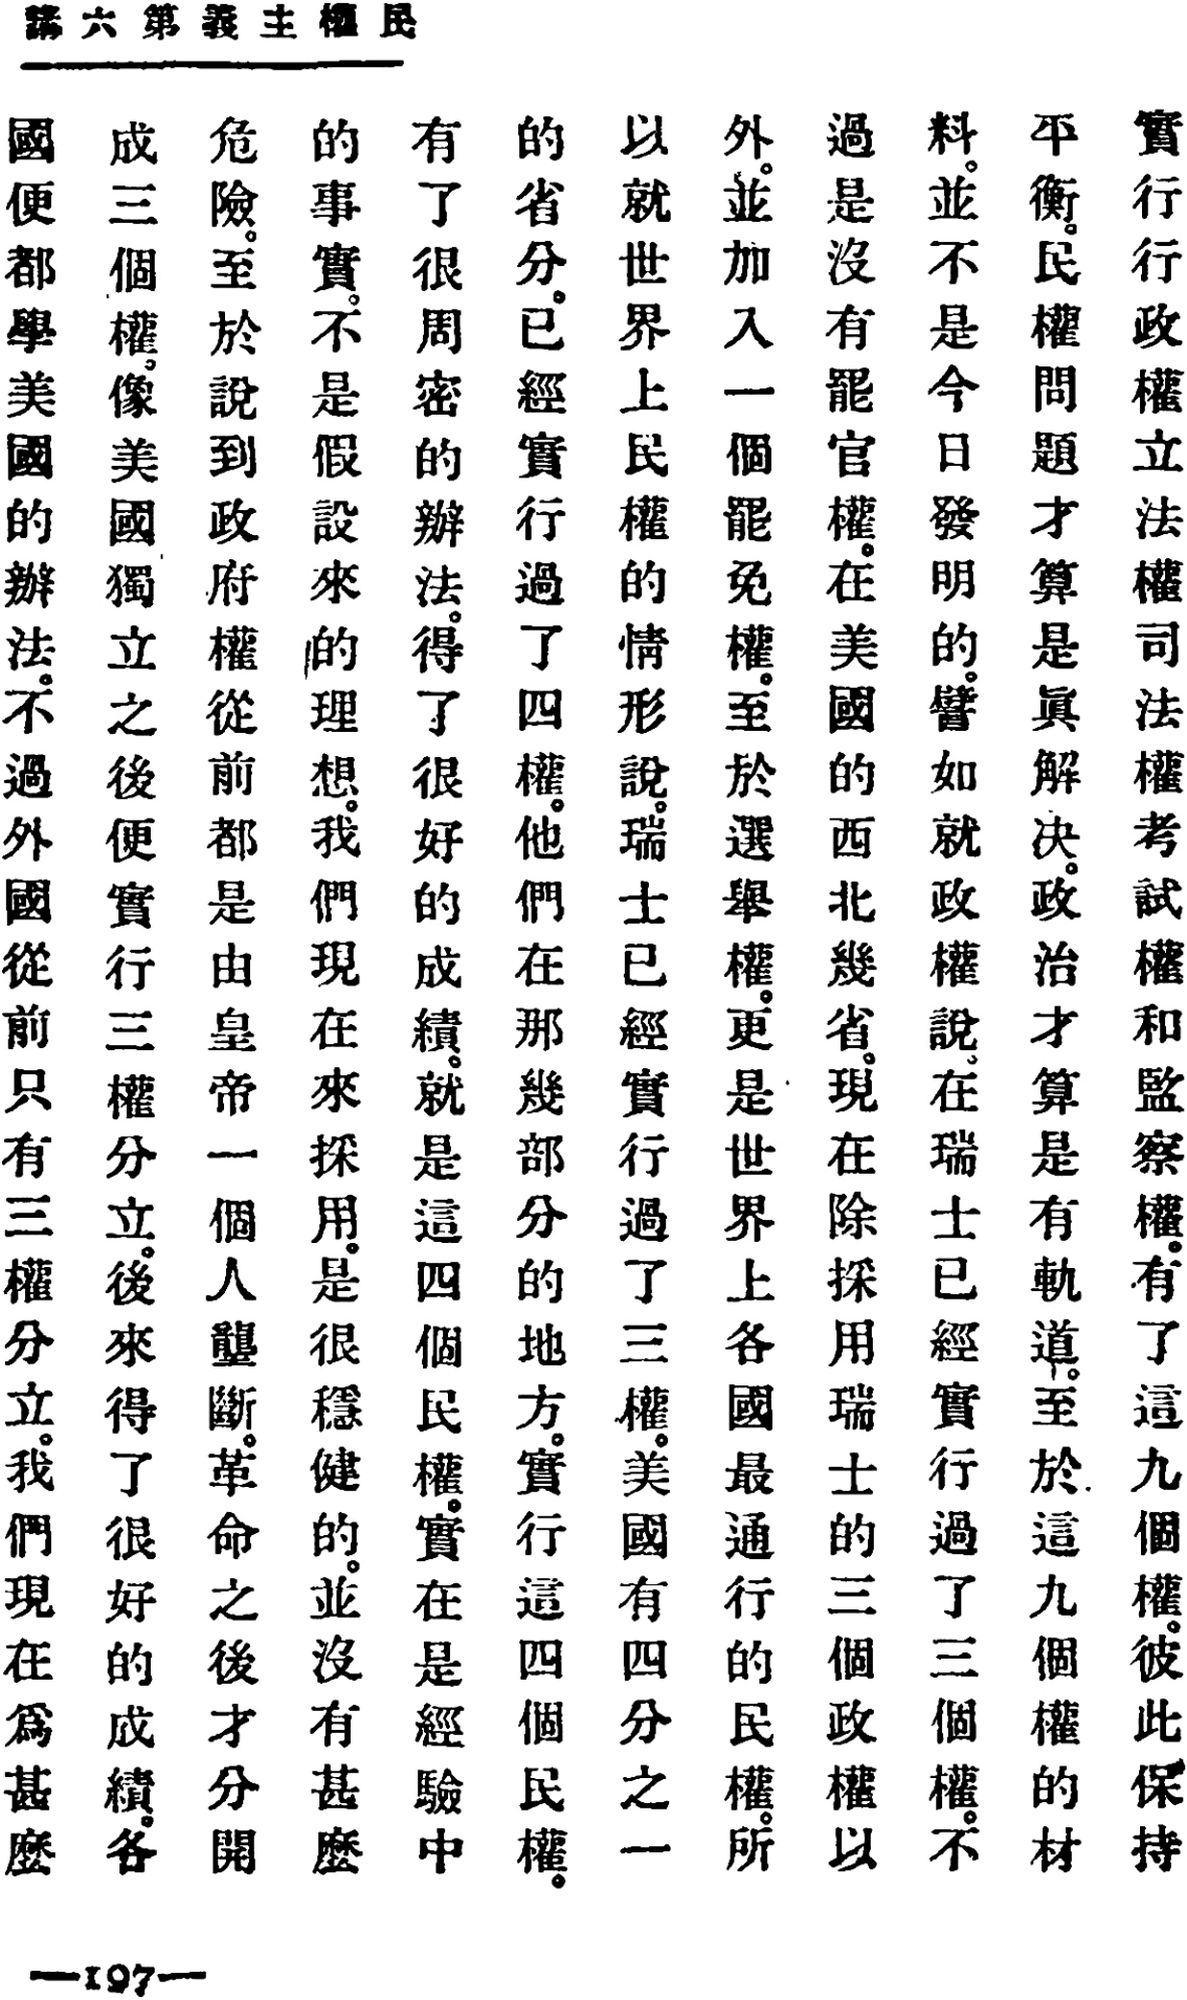 民權主義第六講
實行行政權立法權司法權考試權和監察權。有了這九個權。彼此保持
平衡。民權問題才算是眞解決。政治才算是有軌道。至於這九個權的材
料。並不是今日發明的。譬如就政權說。在瑞士已經實行過了三個權。不
過是沒有罷官權。在美國的西北幾省。現在除採用瑞士的三個政權以
外。並加入一個罷免權。至於選舉權。更是世界上各國最通行的民權。所
以就世界上民權的情形說。瑞士已經實行過了三權。美國有四分之一
的省分。已經實行過了四權。他們在那幾部分的地方。實行這四個民權。
有了很周密的辦法。得了很好的成績。就是這四個民權。實在是經驗中
的事實。不是假設來的理想。我們現在來採用。是很穩健的。並沒有甚麼
危險。至於說到政府權從前都是由皇帝一個人壟斷。革命之後才分開
成三個權。像美國獨立之後便實行三權分立。後來得了很好的成績。各
國便都學美國的辦法。不過外國從前只有三權分立。我們現在爲甚麼
—197—